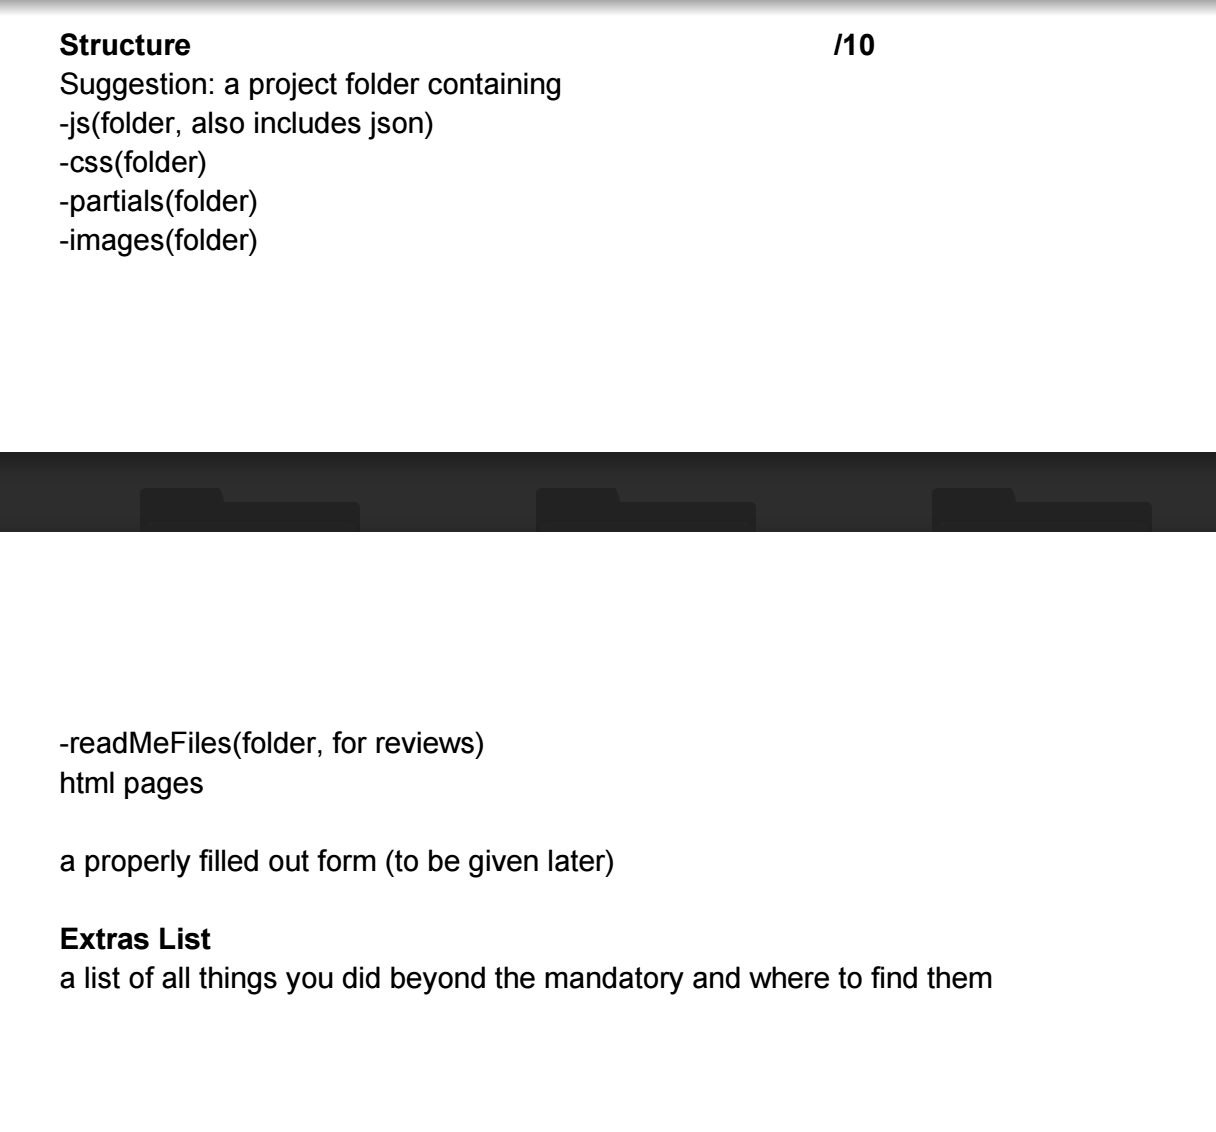 Structure /10
Suggestion: a project folder containing
-js(folder, also includes json)
-css(folder)
-partials(folder)
-images(folder)
-readMeFiles(folder, for reviews)
html pages
a properly filled out form (to be given later)
Extras List
a list of all things you did beyond the mandatory and where to find them